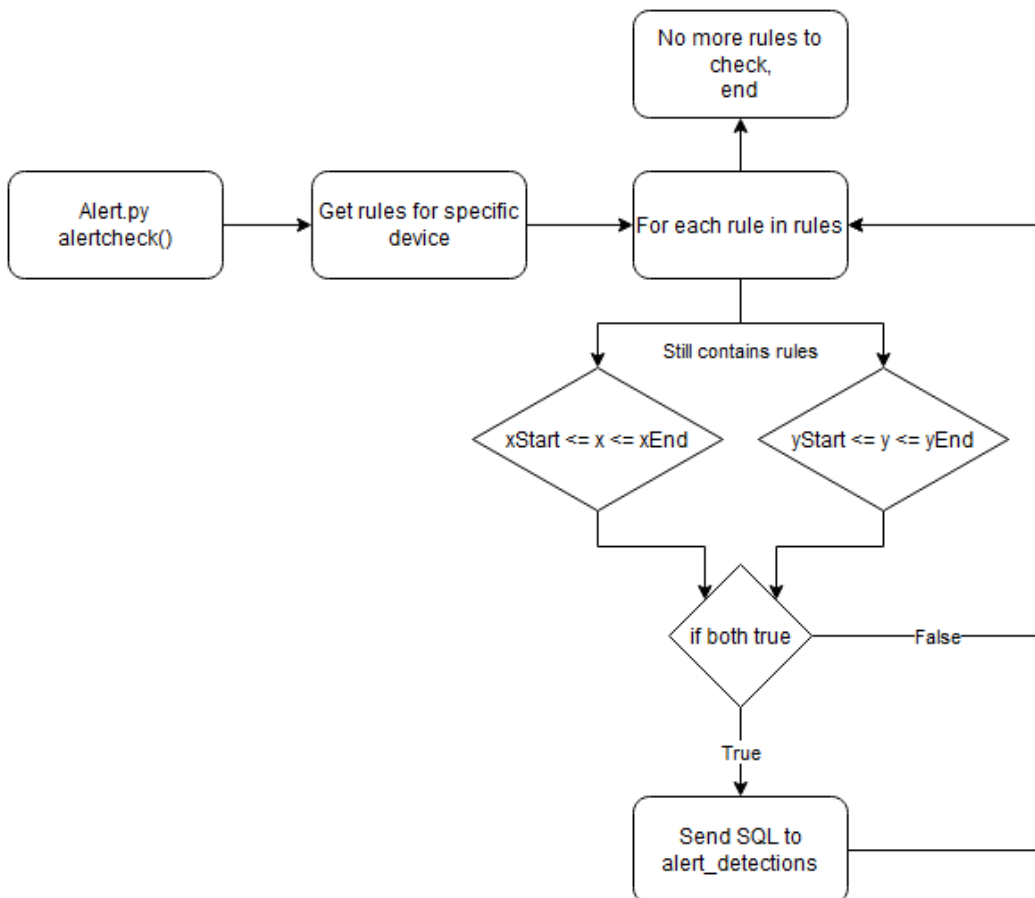 No more rules to
check,
end
Alert.py
alertcheck()
Get rules for specific
device
For each rule in rules
Still contains rules
xStart <= x <= xEnd
yStart <= y <= yEnd
if both true
False
True
Send SQL to
alert_detections